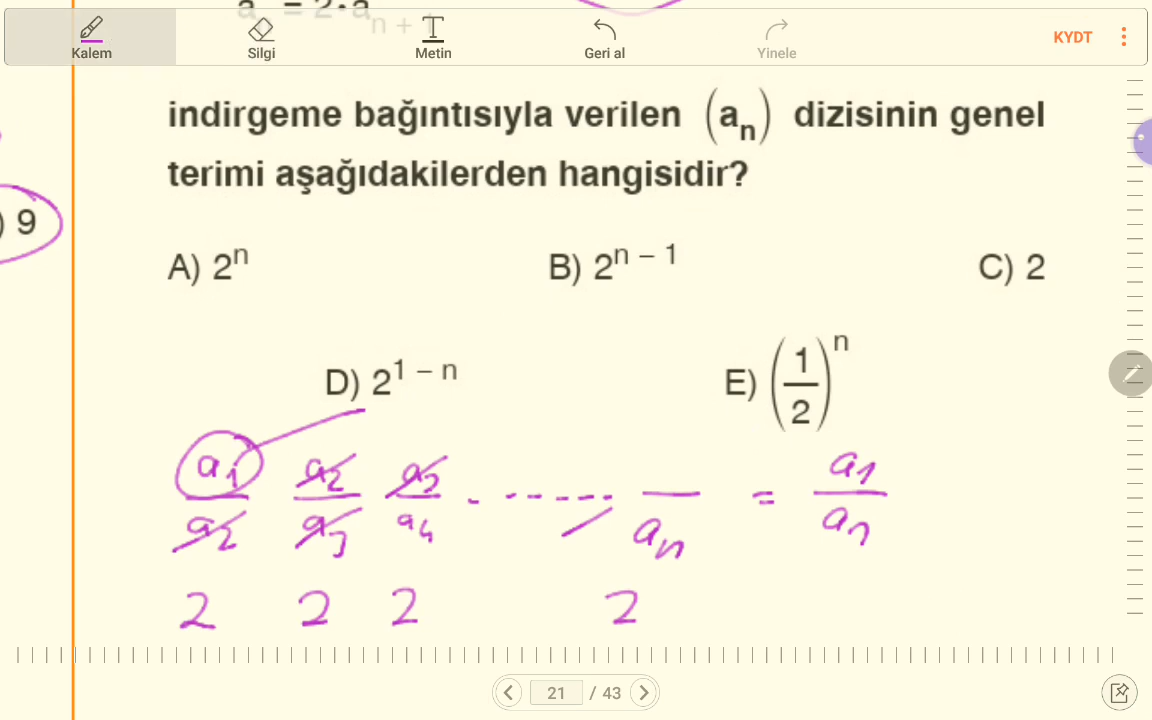 a = 2·a n + 1
Kalem Silgi Metin Geri al Yinele KYDT
indirgeme bağıntısıyla verilen (aₙ) dizisinin genel
) 9 terimi aşağıdakilerden hangisidir?
A) 2ⁿ B) 2ⁿ ⁻ ¹ C) 2
D) 2¹ ⁻ ⁿ E) (1/2)ⁿ
a₁/a₂ a₂/a₃ a₃/a₄ . ------ —/aₙ = a₁/aₙ
2 2 2 2
21 / 43